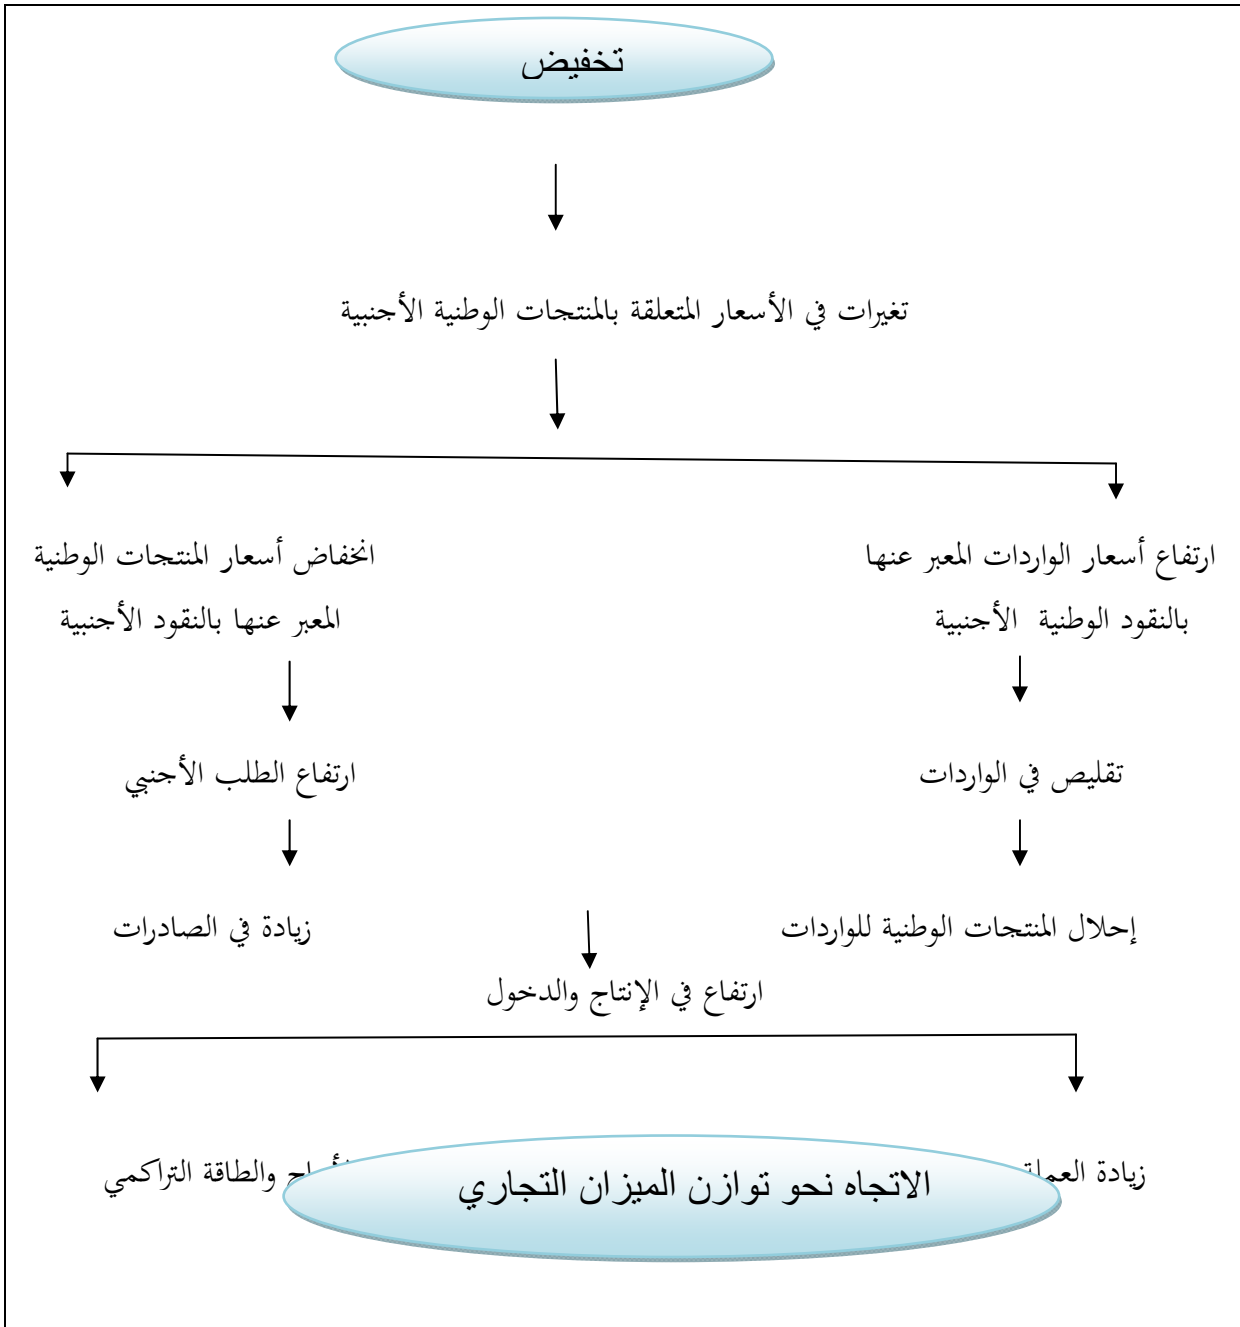 تخفيض
تغيرات في الأسعار المتعلقة بالمنتجات الوطنية الأجنبية
ارتفاع أسعار الواردات المعبر عنها
بالنقود الوطنية الأجنبية
انخفاض أسعار المنتجات الوطنية
المعبر عنها بالنقود الأجنبية
تقليص في الواردات
ارتفاع الطلب الأجنبي
إحلال المنتجات الوطنية للواردات
زيادة في الصادرات
ارتفاع في الإنتاج والدخول
زيادة العملة
والطاقة التراكمي
الاتجاه نحو توازن الميزان التجاري